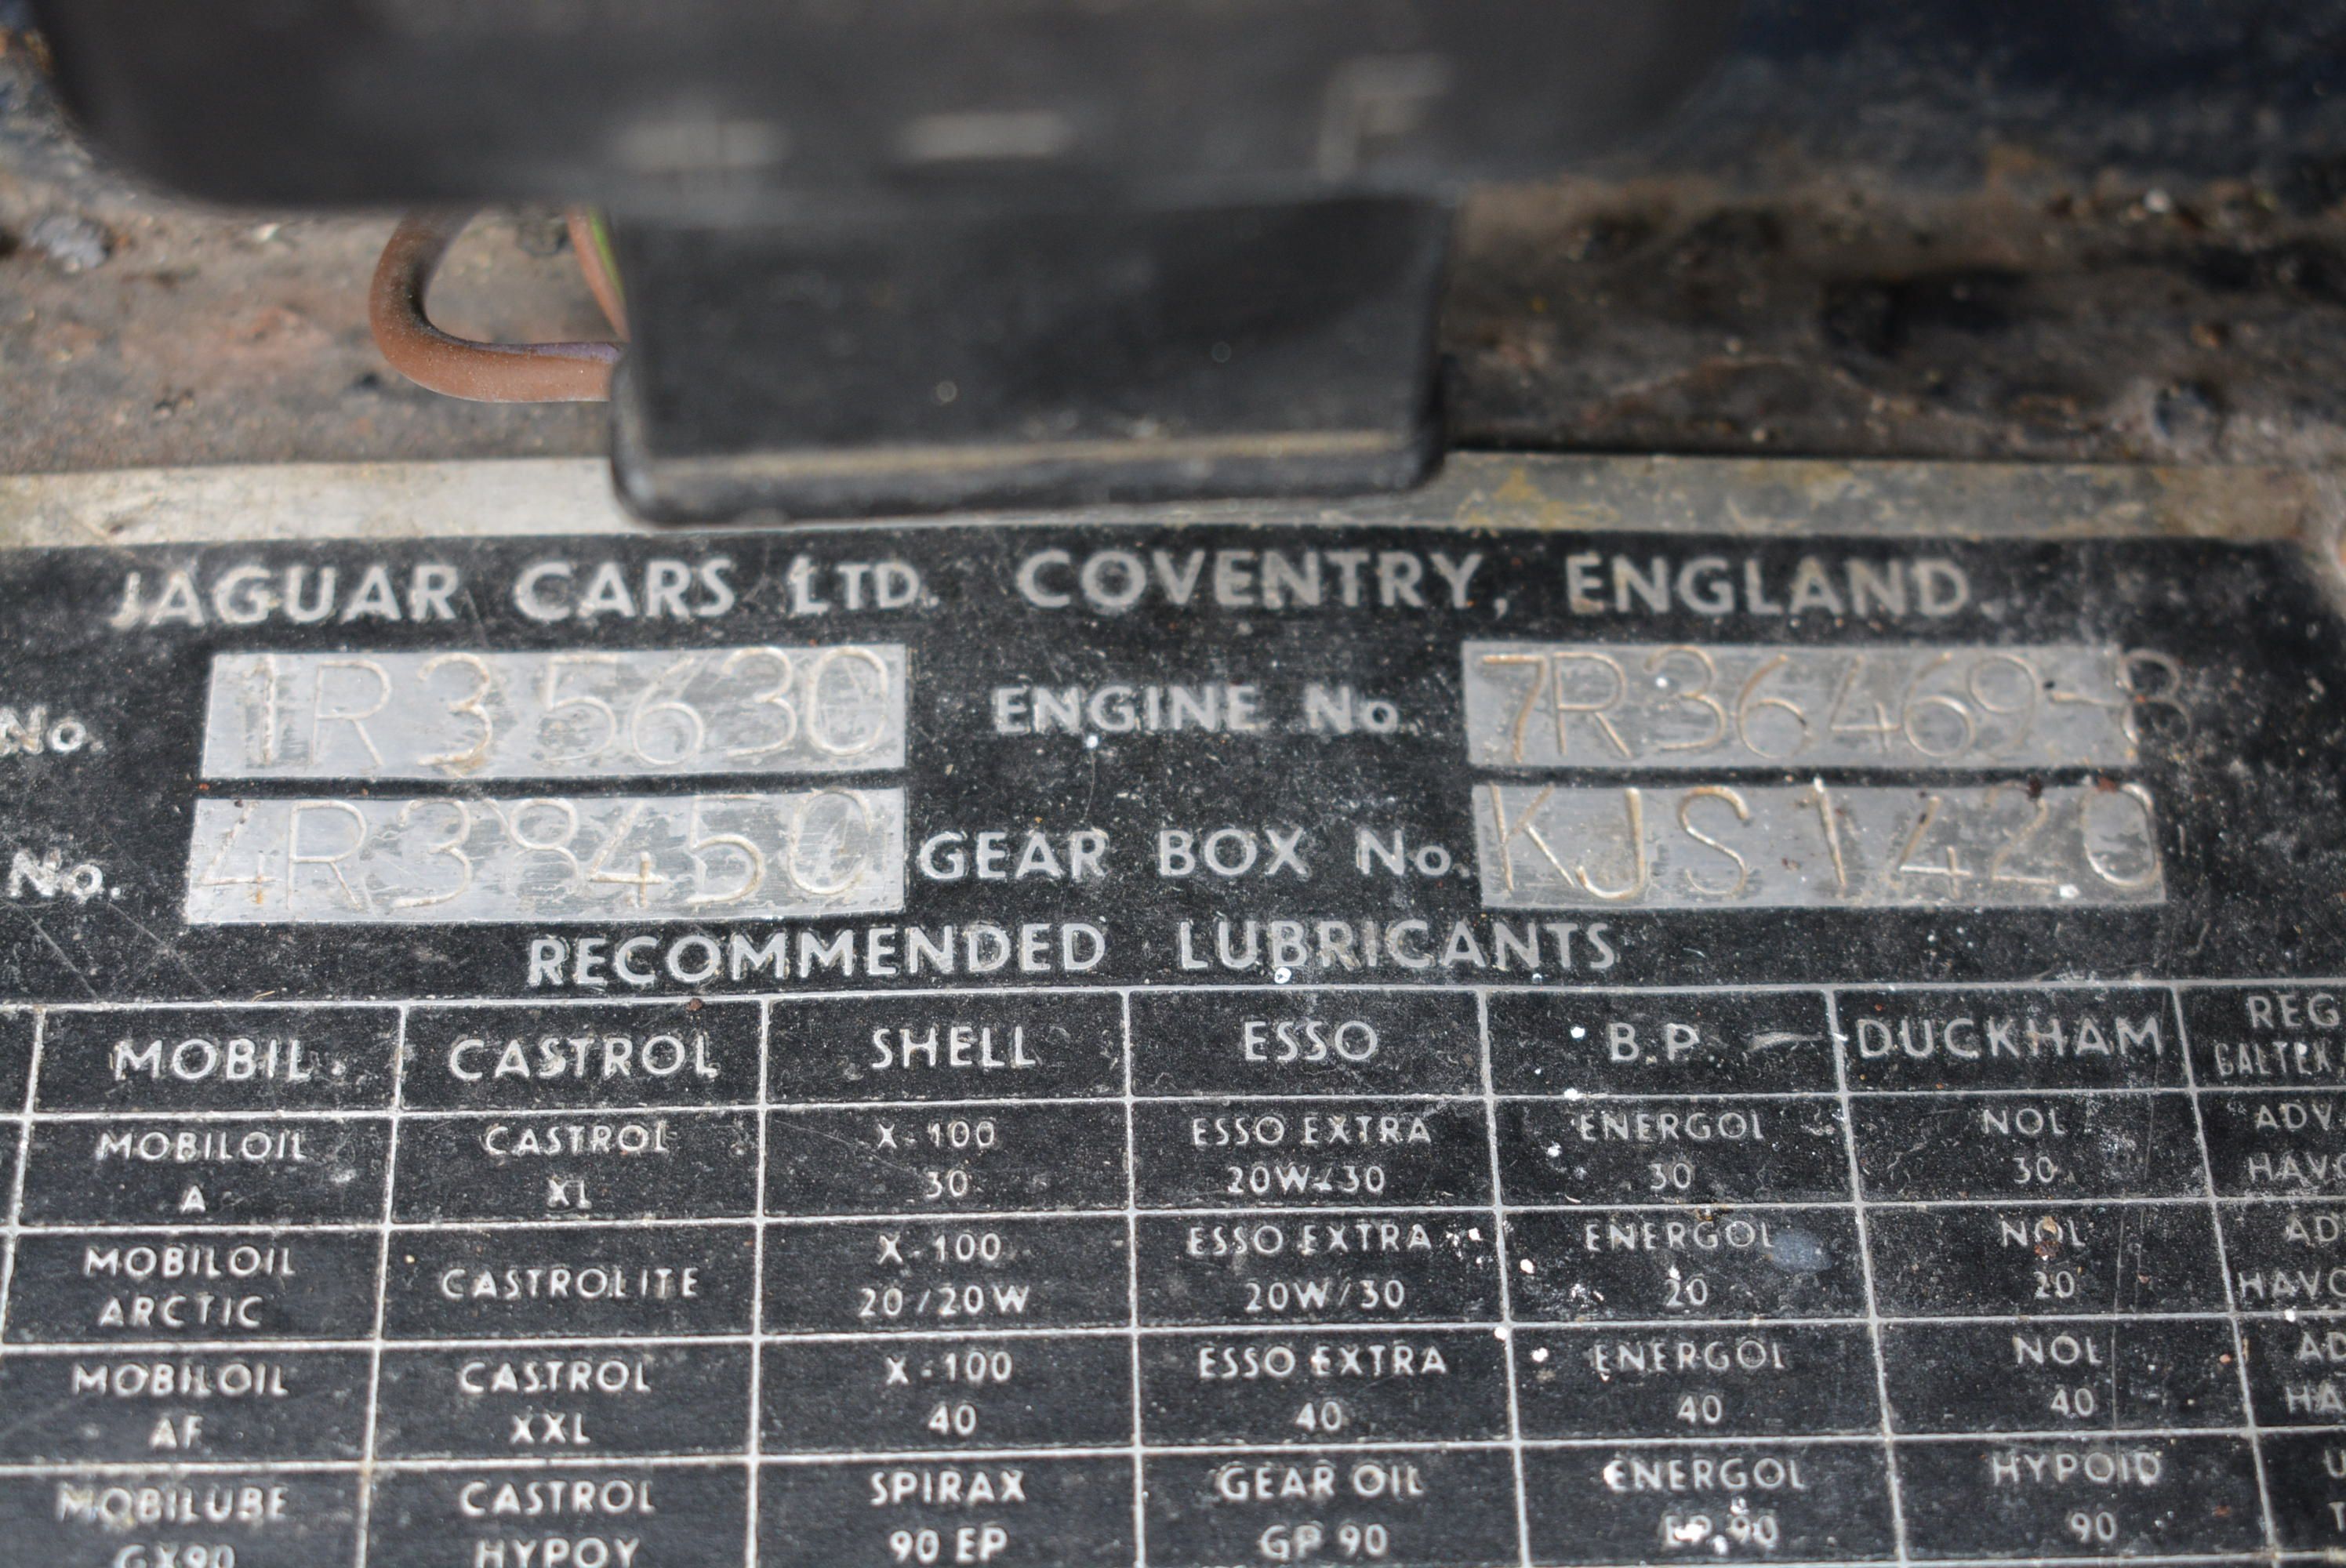 JAGUAR CARS LTD. COVENTRY, ENGLAND.
No. 1R35630 ENGINE No. 7R36469-8
No. 4R38450 GEAR BOX No. KJS1420
RECOMMENDED LUBRICANTS
MOBIL. CASTROL SHELL ESSO B.P. DUCKHAM
MOBILOIL CASTROL X-100 ESSO EXTRA ENERGOL NOL
A XL 30 20W/30 30 30
MOBILOIL CASTROLITE X-100 ESSO EXTRA ENERGOL NOL
ARCTIC 20/20W 20W/30 20 20
MOBILOIL CASTROL X-100 ESSO EXTRA ENERGOL NOL
AF XXL 40 40 40 40
MOBILUBE CASTROL SPIRAX GEAR OIL ENERGOL HYPOID
GX90 HYPOY 90 EP GP 90 EP 90 90